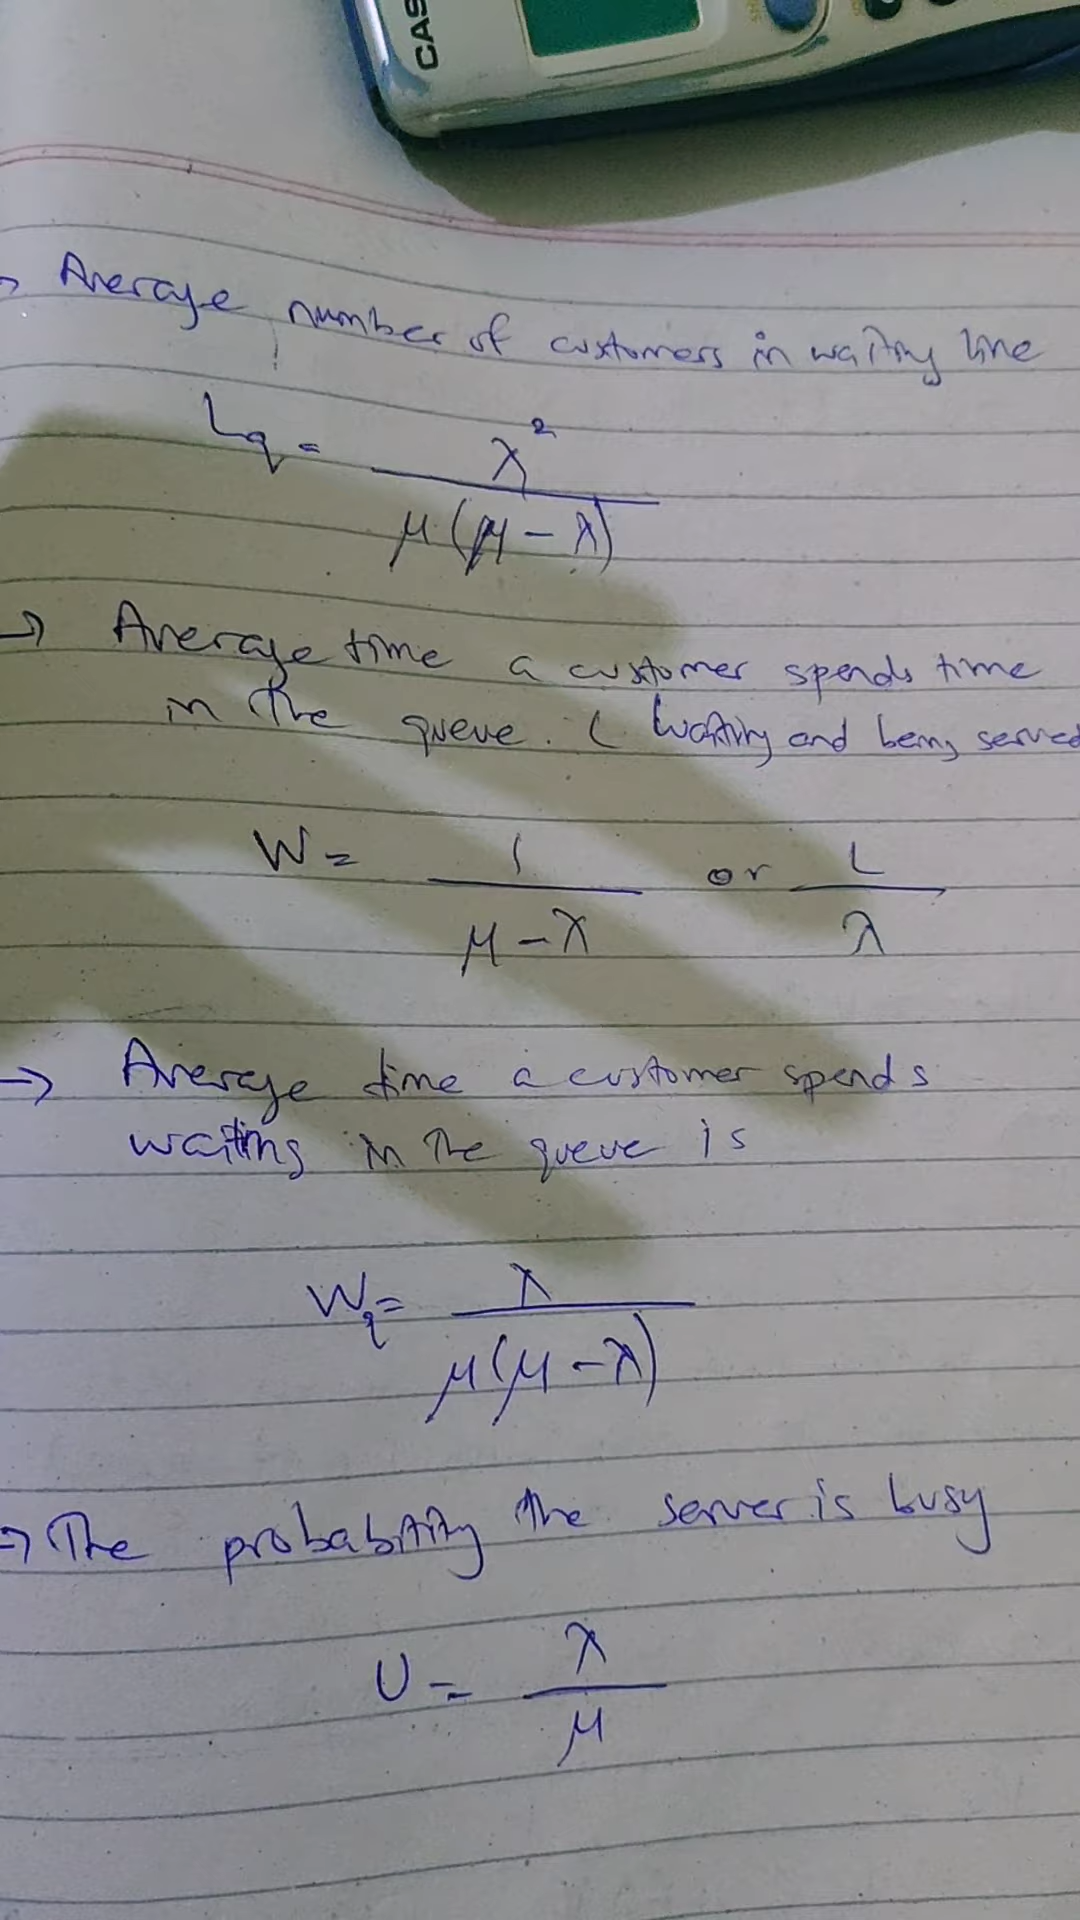 CAS
→ Average number of customers in waiting line
Lq = λ² / μ(μ - λ)
→ Average time a customer spends time
in the queue. ( Waiting and being served
W = 1 / μ - λ or L / λ
→ Average time a customer spends
waiting in the queue is
Wq = λ / μ(μ - λ)
→ The probability the server is busy
U = λ / μ